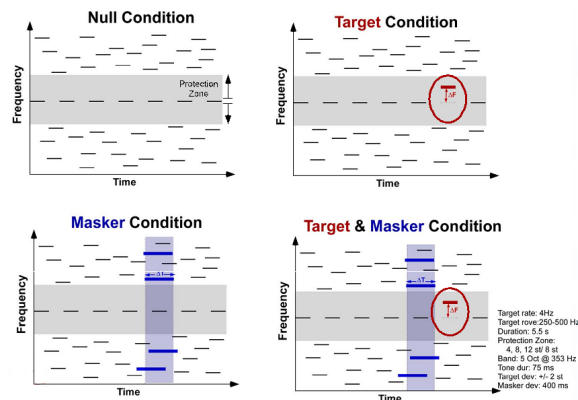 Null Condition
Frequency
Protection
Zone
Time
Target Condition
Frequency
ΔF
Time
Masker Condition
Frequency
ΔT
Time
Target & Masker Condition
Frequency
ΔT
ΔF
Time
Target rate: 4Hz
Target rove:250-500 Hz
Duration: 5.5 s
Protection Zone:
4, 8, 12 st/ 8 st
Band: 5 Oct @ 353 Hz
Tone dur: 75 ms
Target dev: +/- 2 st
Masker dev: 400 ms